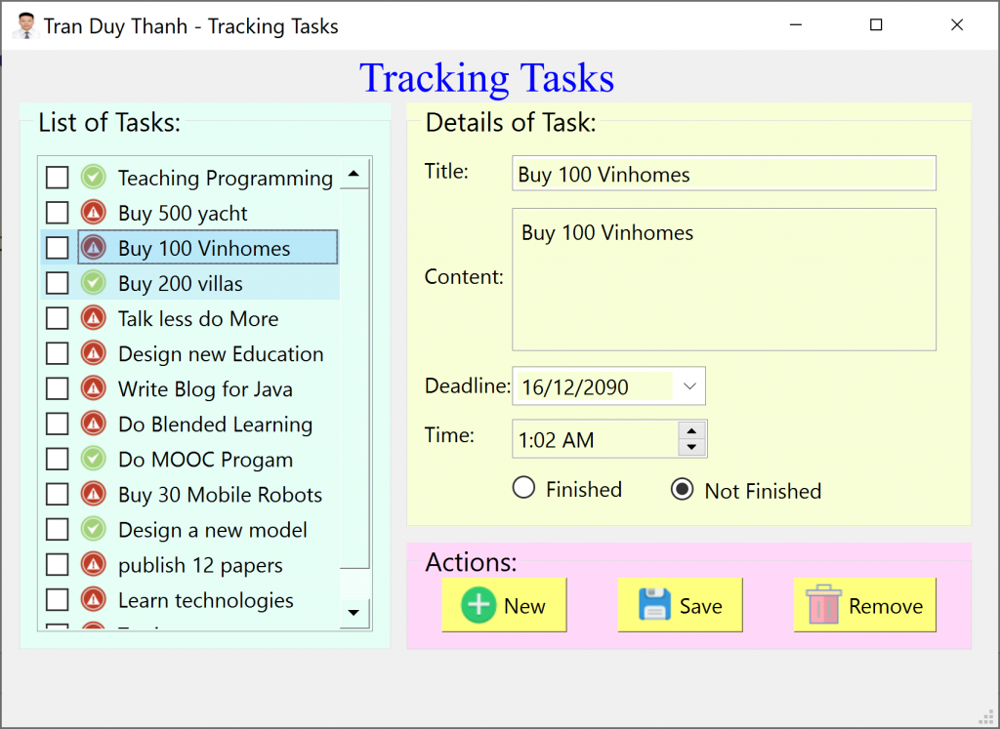 Tran Duy Thanh - Tracking Tasks
Tracking Tasks
List of Tasks:
Teaching Programming
Buy 500 yacht
Buy 100 Vinhomes
Buy 200 villas
Talk less do More
Design new Education
Write Blog for Java
Do Blended Learning
Do MOOC Progam
Buy 30 Mobile Robots
Design a new model
publish 12 papers
Learn technologies
Details of Task:
Title: Buy 100 Vinhomes
Content: Buy 100 Vinhomes
Deadline: 16/12/2090
Time: 1:02 AM
Finished Not Finished
Actions:
New Save Remove